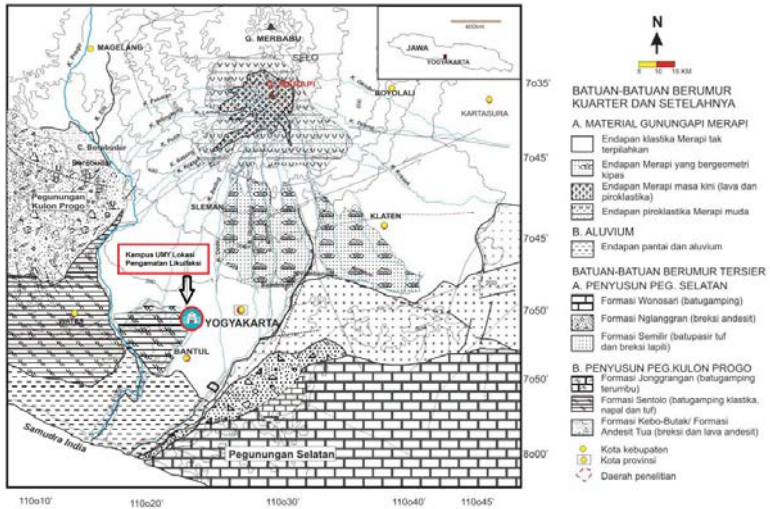 G. MERBABU
MAGELANG
SELO
BOYOLALI
KARTASURA
C. Borobudur
Borobudur
Pegunungan
Kulon Progo
SLEMAN
KLATEN
Kampus UMY Lokasi
Pengamatan Likuifaksi
YOGYAKARTA
BANTUL
D
Samudra India
Pegunungan Selatan
400km
JAWA
YOGYAKARTA
7o35'
7o45'
7o45'
7o50'
7o50'
8o00'
110o10'
110o20'
110o30'
110o40'
110o45'
N
5 10 15 KM
BATUAN-BATUAN BERUMUR
KUARTER DAN SETELAHNYA
A. MATERIAL GUNUNGAPI MERAPI
Endapan klastika Merapi tak
terpilahkan
Endapan Merapi yang bergeometri
kipas
Endapan Merapi masa kini (lava dan
piroklastika)
Endapan piroklastika Merapi muda
B. ALUVIUM
Endapan pantai dan aluvium
BATUAN-BATUAN BERUMUR TERSIER
A. PENYUSUN PEG. SELATAN
Formasi Wonosari (batugamping)
Formasi Nglanggran (breksi andesit)
Formasi Semilir (batupasir tuf
dan breksi lapili)
B. PENYUSUN PEG.KULON PROGO
Formasi Jonggrangan (batugamping
terumbu)
Formasi Sentolo (batugamping klastika,
napal dan tuf)
Formasi Kebo-Butak/ Formasi
Andesit Tua (breksi dan lava andesit)
Kota kebupaten
Kota provinsi
Daerah penelitian